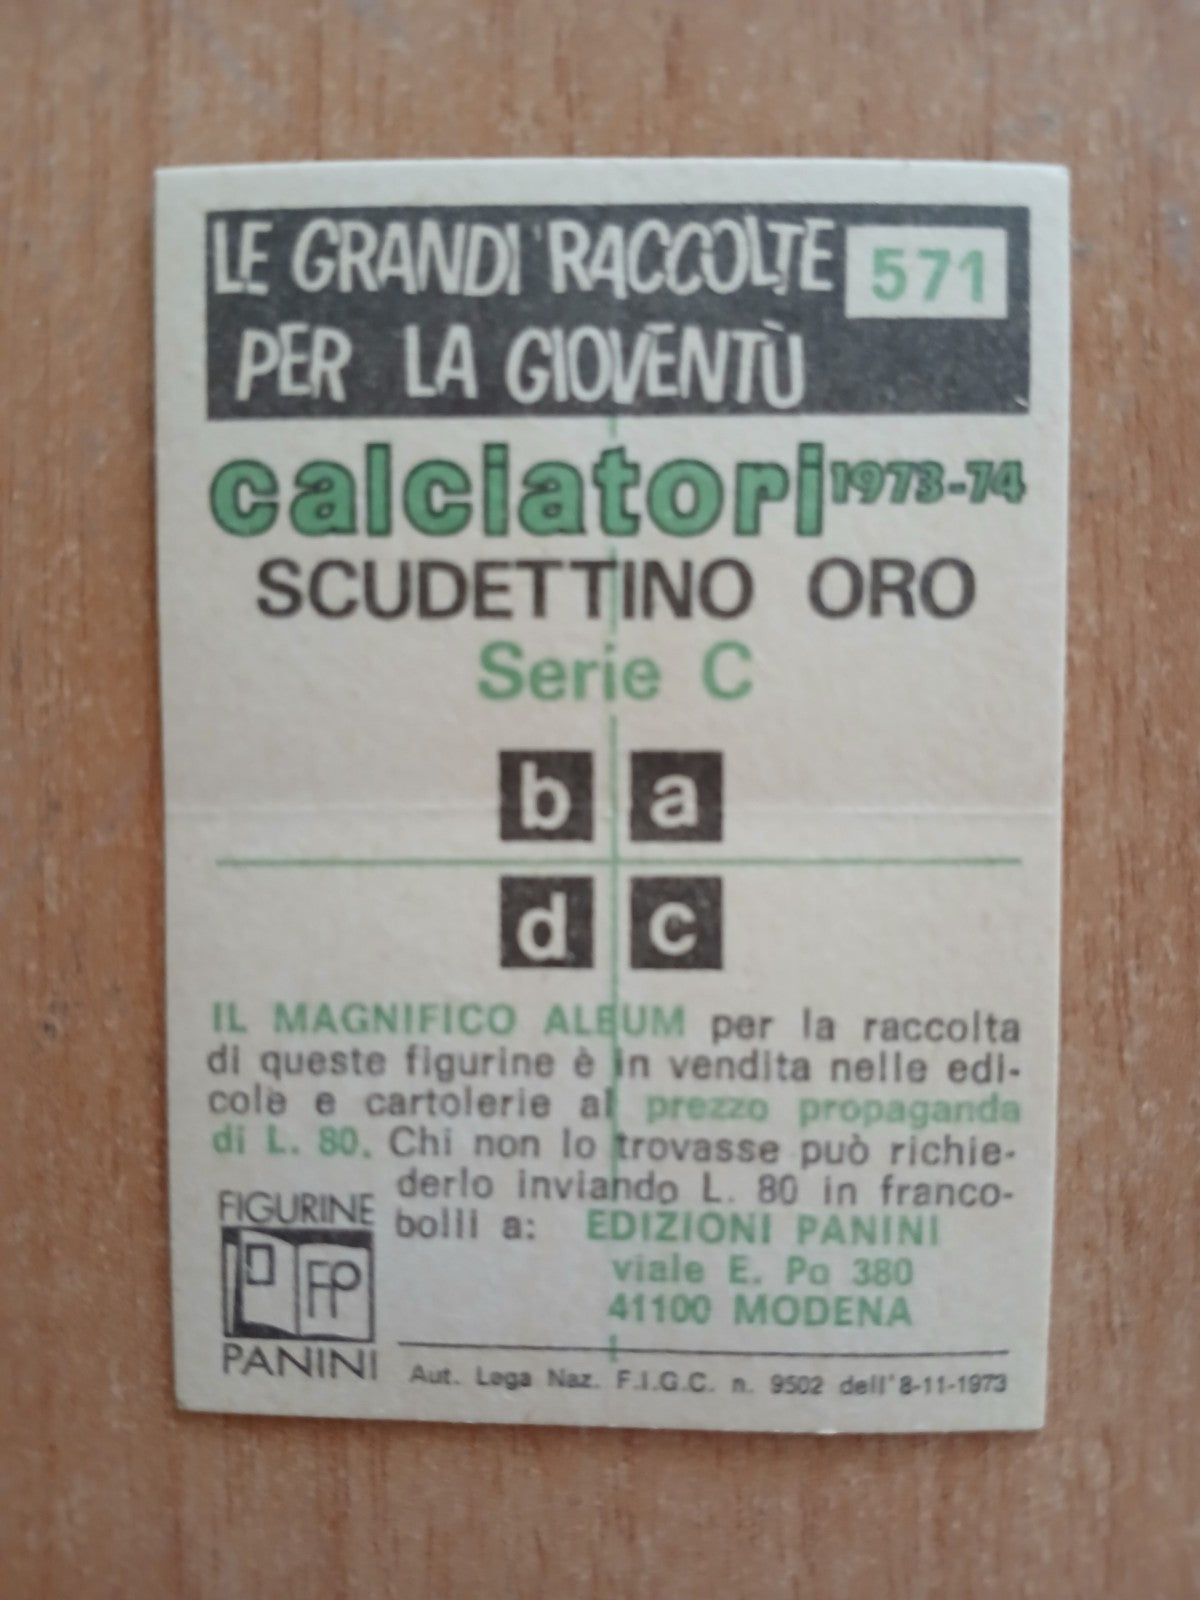 LE GRANDI RACCOLTE 571
PER LA GIOVENTÙ
calciatori 1973-74
SCUDETTINO ORO
Serie C
b a
d c
IL MAGNIFICO ALBUM per la raccolta
di queste figurine è in vendita nelle edi-
cole e cartolerie al prezzo propaganda
di L. 80. Chi non lo trovasse può richie-
derlo inviando L. 80 in franco-
bolli a: EDIZIONI PANINI
viale E. Po 380
41100 MODENA
FIGURINE
FP
PANINI
Aut. Lega Naz. F.I.G.C. n. 9502 dell'8-11-1973